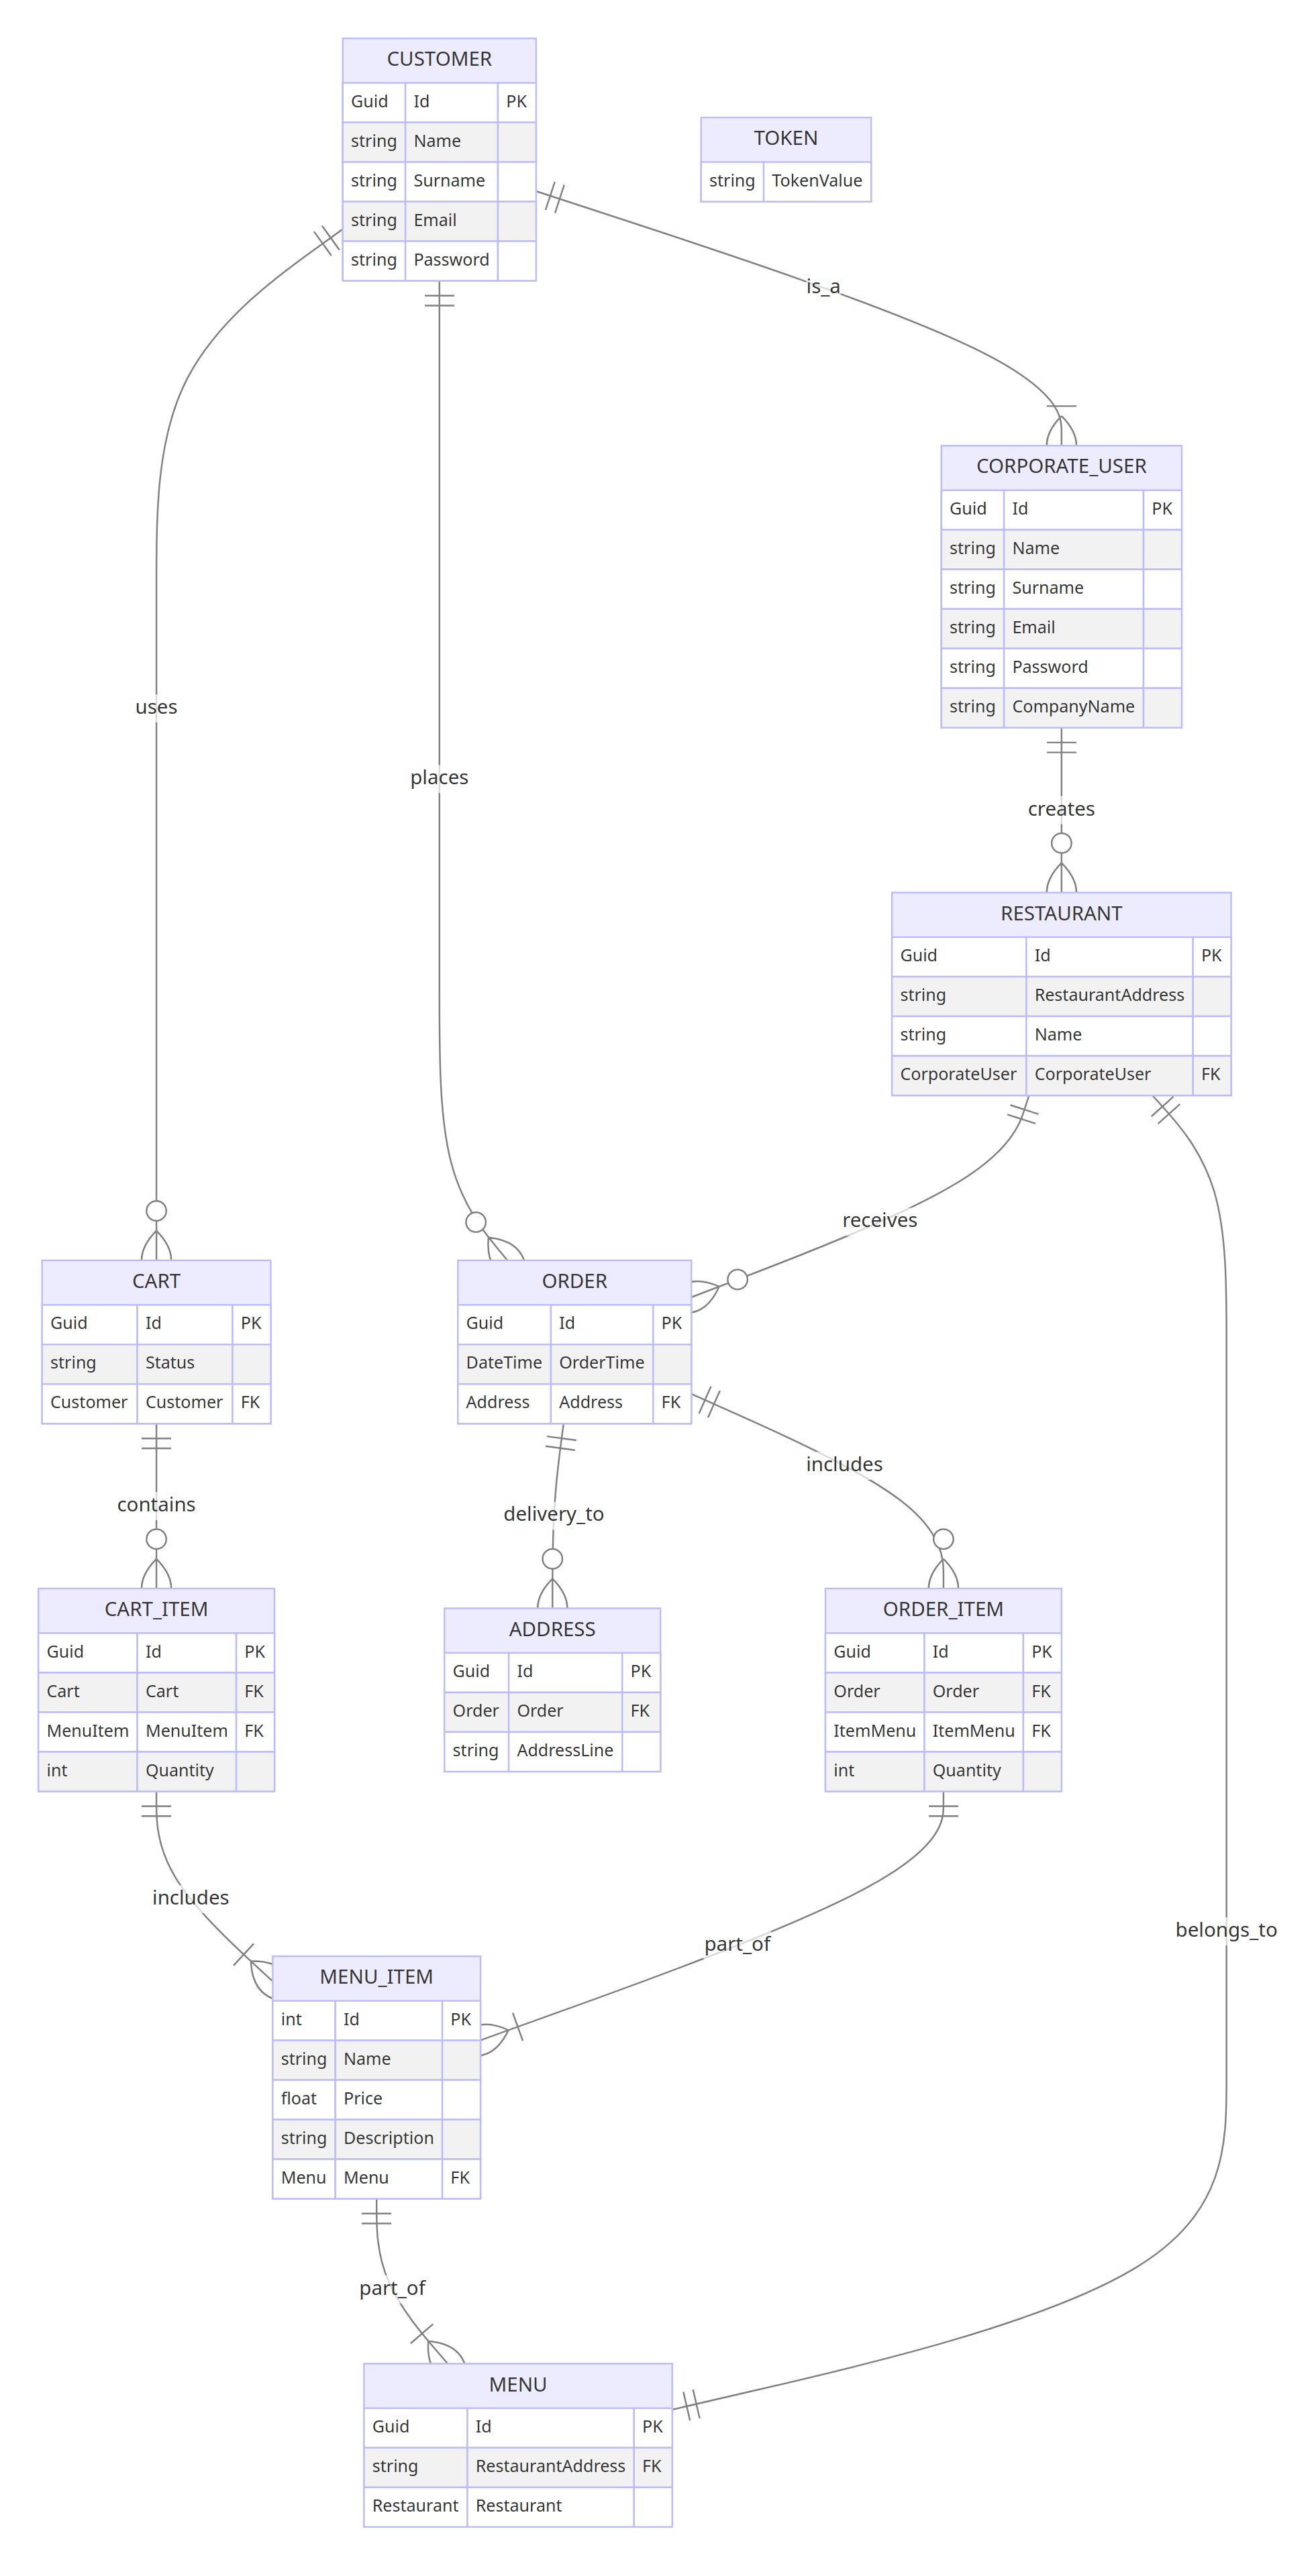 CUSTOMER
Guid Id PK
string Name
string Surname
string Email
string Password
TOKEN
string TokenValue
is_a
CORPORATE_USER
Guid Id PK
string Name
string Surname
string Email
string Password
string CompanyName
uses
places
creates
RESTAURANT
Guid Id PK
string RestaurantAddress
string Name
CorporateUser CorporateUser FK
receives
CART
Guid Id PK
string Status
Customer Customer FK
ORDER
Guid Id PK
DateTime OrderTime
Address Address FK
contains
delivery_to
includes
CART_ITEM
Guid Id PK
Cart Cart FK
MenuItem MenuItem FK
int Quantity
ADDRESS
Guid Id PK
Order Order FK
string AddressLine
ORDER_ITEM
Guid Id PK
Order Order FK
ItemMenu ItemMenu FK
int Quantity
includes
part_of
belongs_to
MENU_ITEM
int Id PK
string Name
float Price
string Description
Menu Menu FK
part_of
MENU
Guid Id PK
string RestaurantAddress FK
Restaurant Restaurant